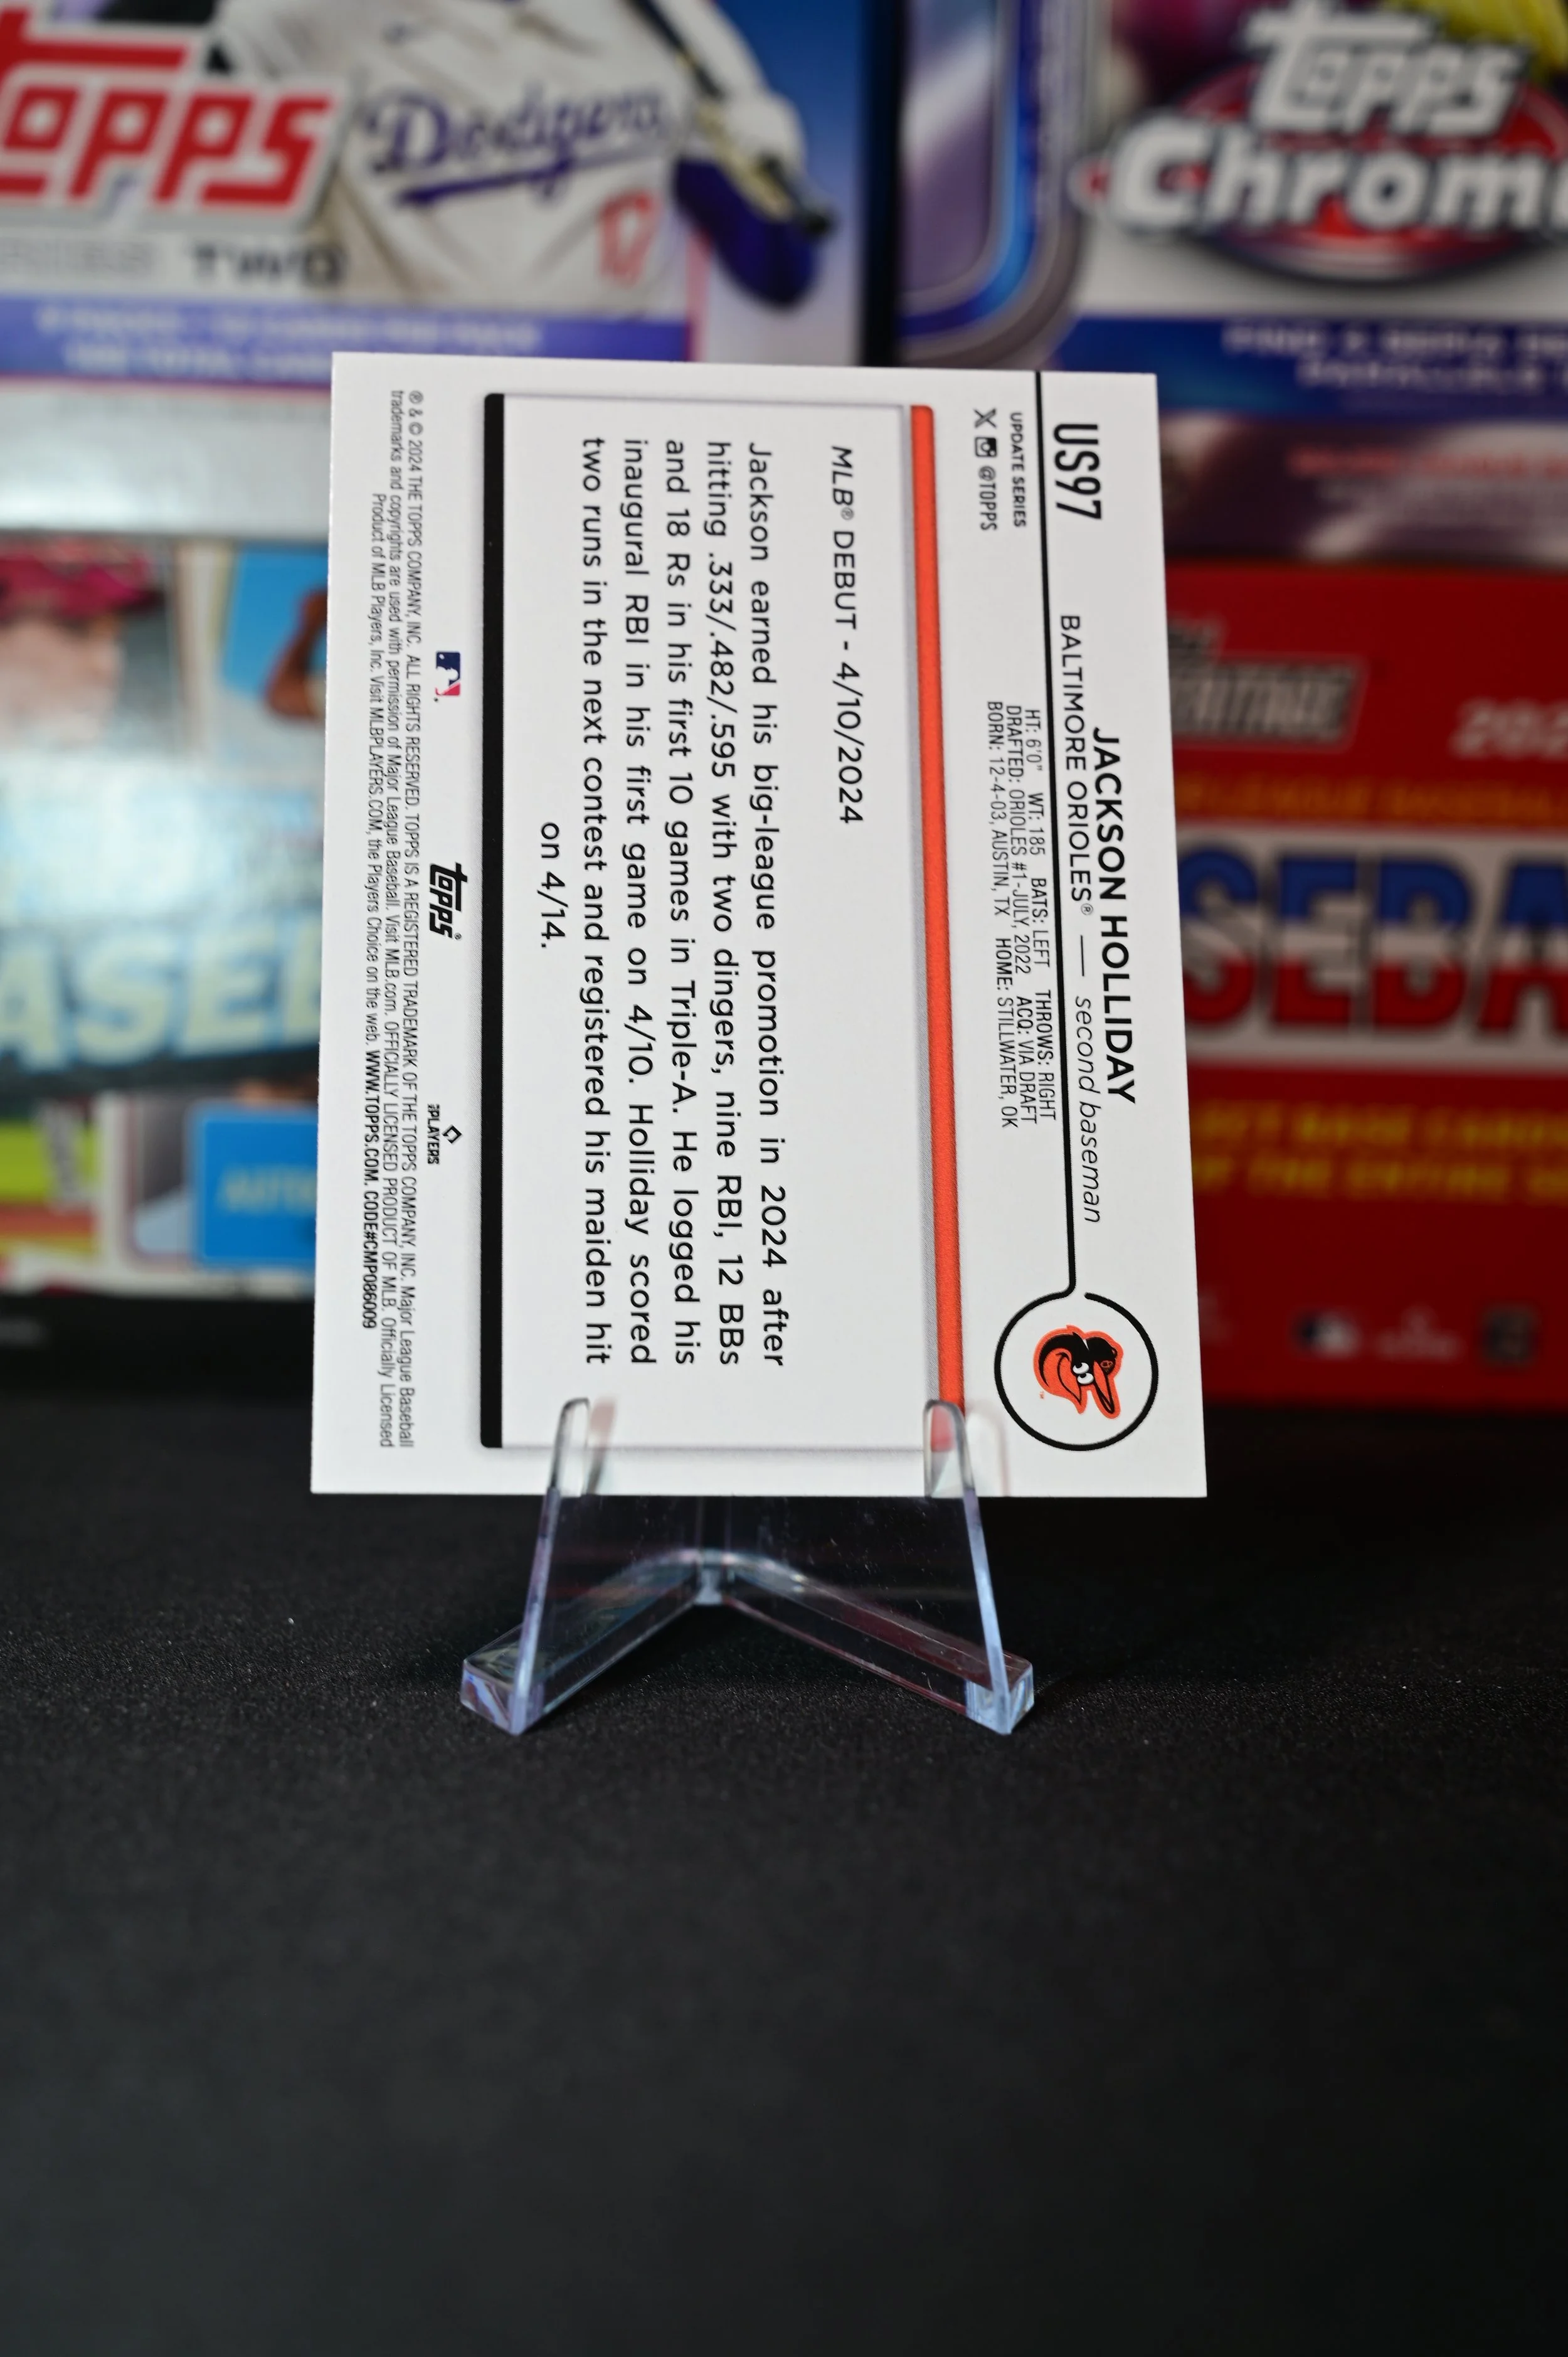 US97
JACKSON HOLLIDAY
BALTIMORE ORIOLES® — second baseman
UPDATE SERIES
@TOPPS
HT: 6'0" WT: 185 BATS: LEFT THROWS: RIGHT
DRAFTED: ORIOLES #1-JULY, 2022 ACQ: VIA DRAFT
BORN: 12-4-03, AUSTIN, TX HOME: STILLWATER, OK
MLB® DEBUT - 4/10/2024
Jackson earned his big-league promotion in 2024 after
hitting .333/.482/.595 with two dingers, nine RBI, 12 BBs
and 18 Rs in his first 10 games in Triple-A. He logged his
inaugural RBI in his first game on 4/10. Holliday scored
two runs in the next contest and registered his maiden hit
on 4/14.
topps®
PLAYERS
® & © 2024 THE TOPPS COMPANY, INC. ALL RIGHTS RESERVED. TOPPS IS A REGISTERED TRADEMARK OF THE TOPPS COMPANY, INC. Major League Baseball
trademarks and copyrights are used with permission of Major League Baseball. Visit MLB.com. OFFICIALLY LICENSED PRODUCT OF MLB. Officially Licensed
Product of MLB Players, Inc. Visit MLBPLAYERS.COM, the Players Choice on the web. WWW.TOPPS.COM. CODE#CMP086009
topps
Dodgers
17
SERIES TWO
topps
Chrome